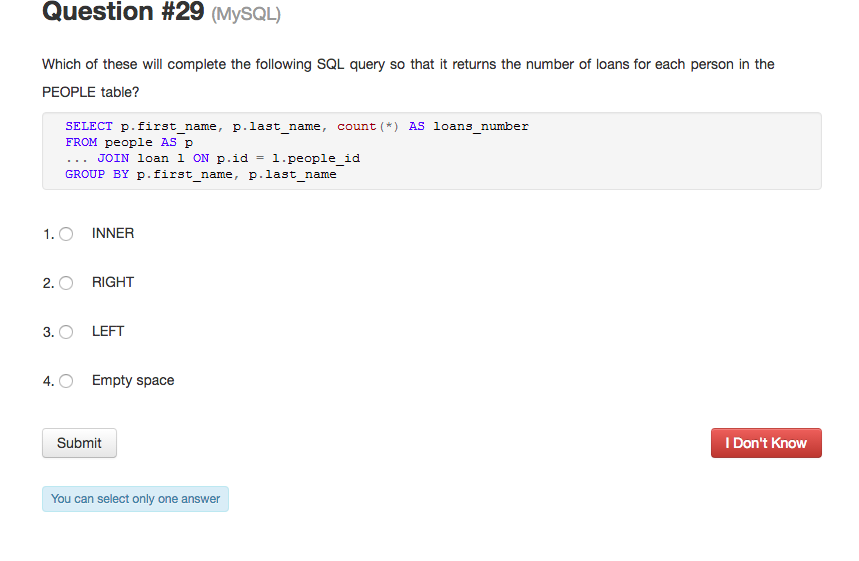 Question #29 (MySQL)
Which of these will complete the following SQL query so that it returns the number of loans for each person in the
PEOPLE table?
SELECT p.first_name, p.last_name, count(*) AS loans_number
FROM people AS p
... JOIN loan l ON p.id = l.people_id
GROUP BY p.first_name, p.last_name
1. INNER
2. RIGHT
3. LEFT
4. Empty space
Submit
I Don't Know
You can select only one answer